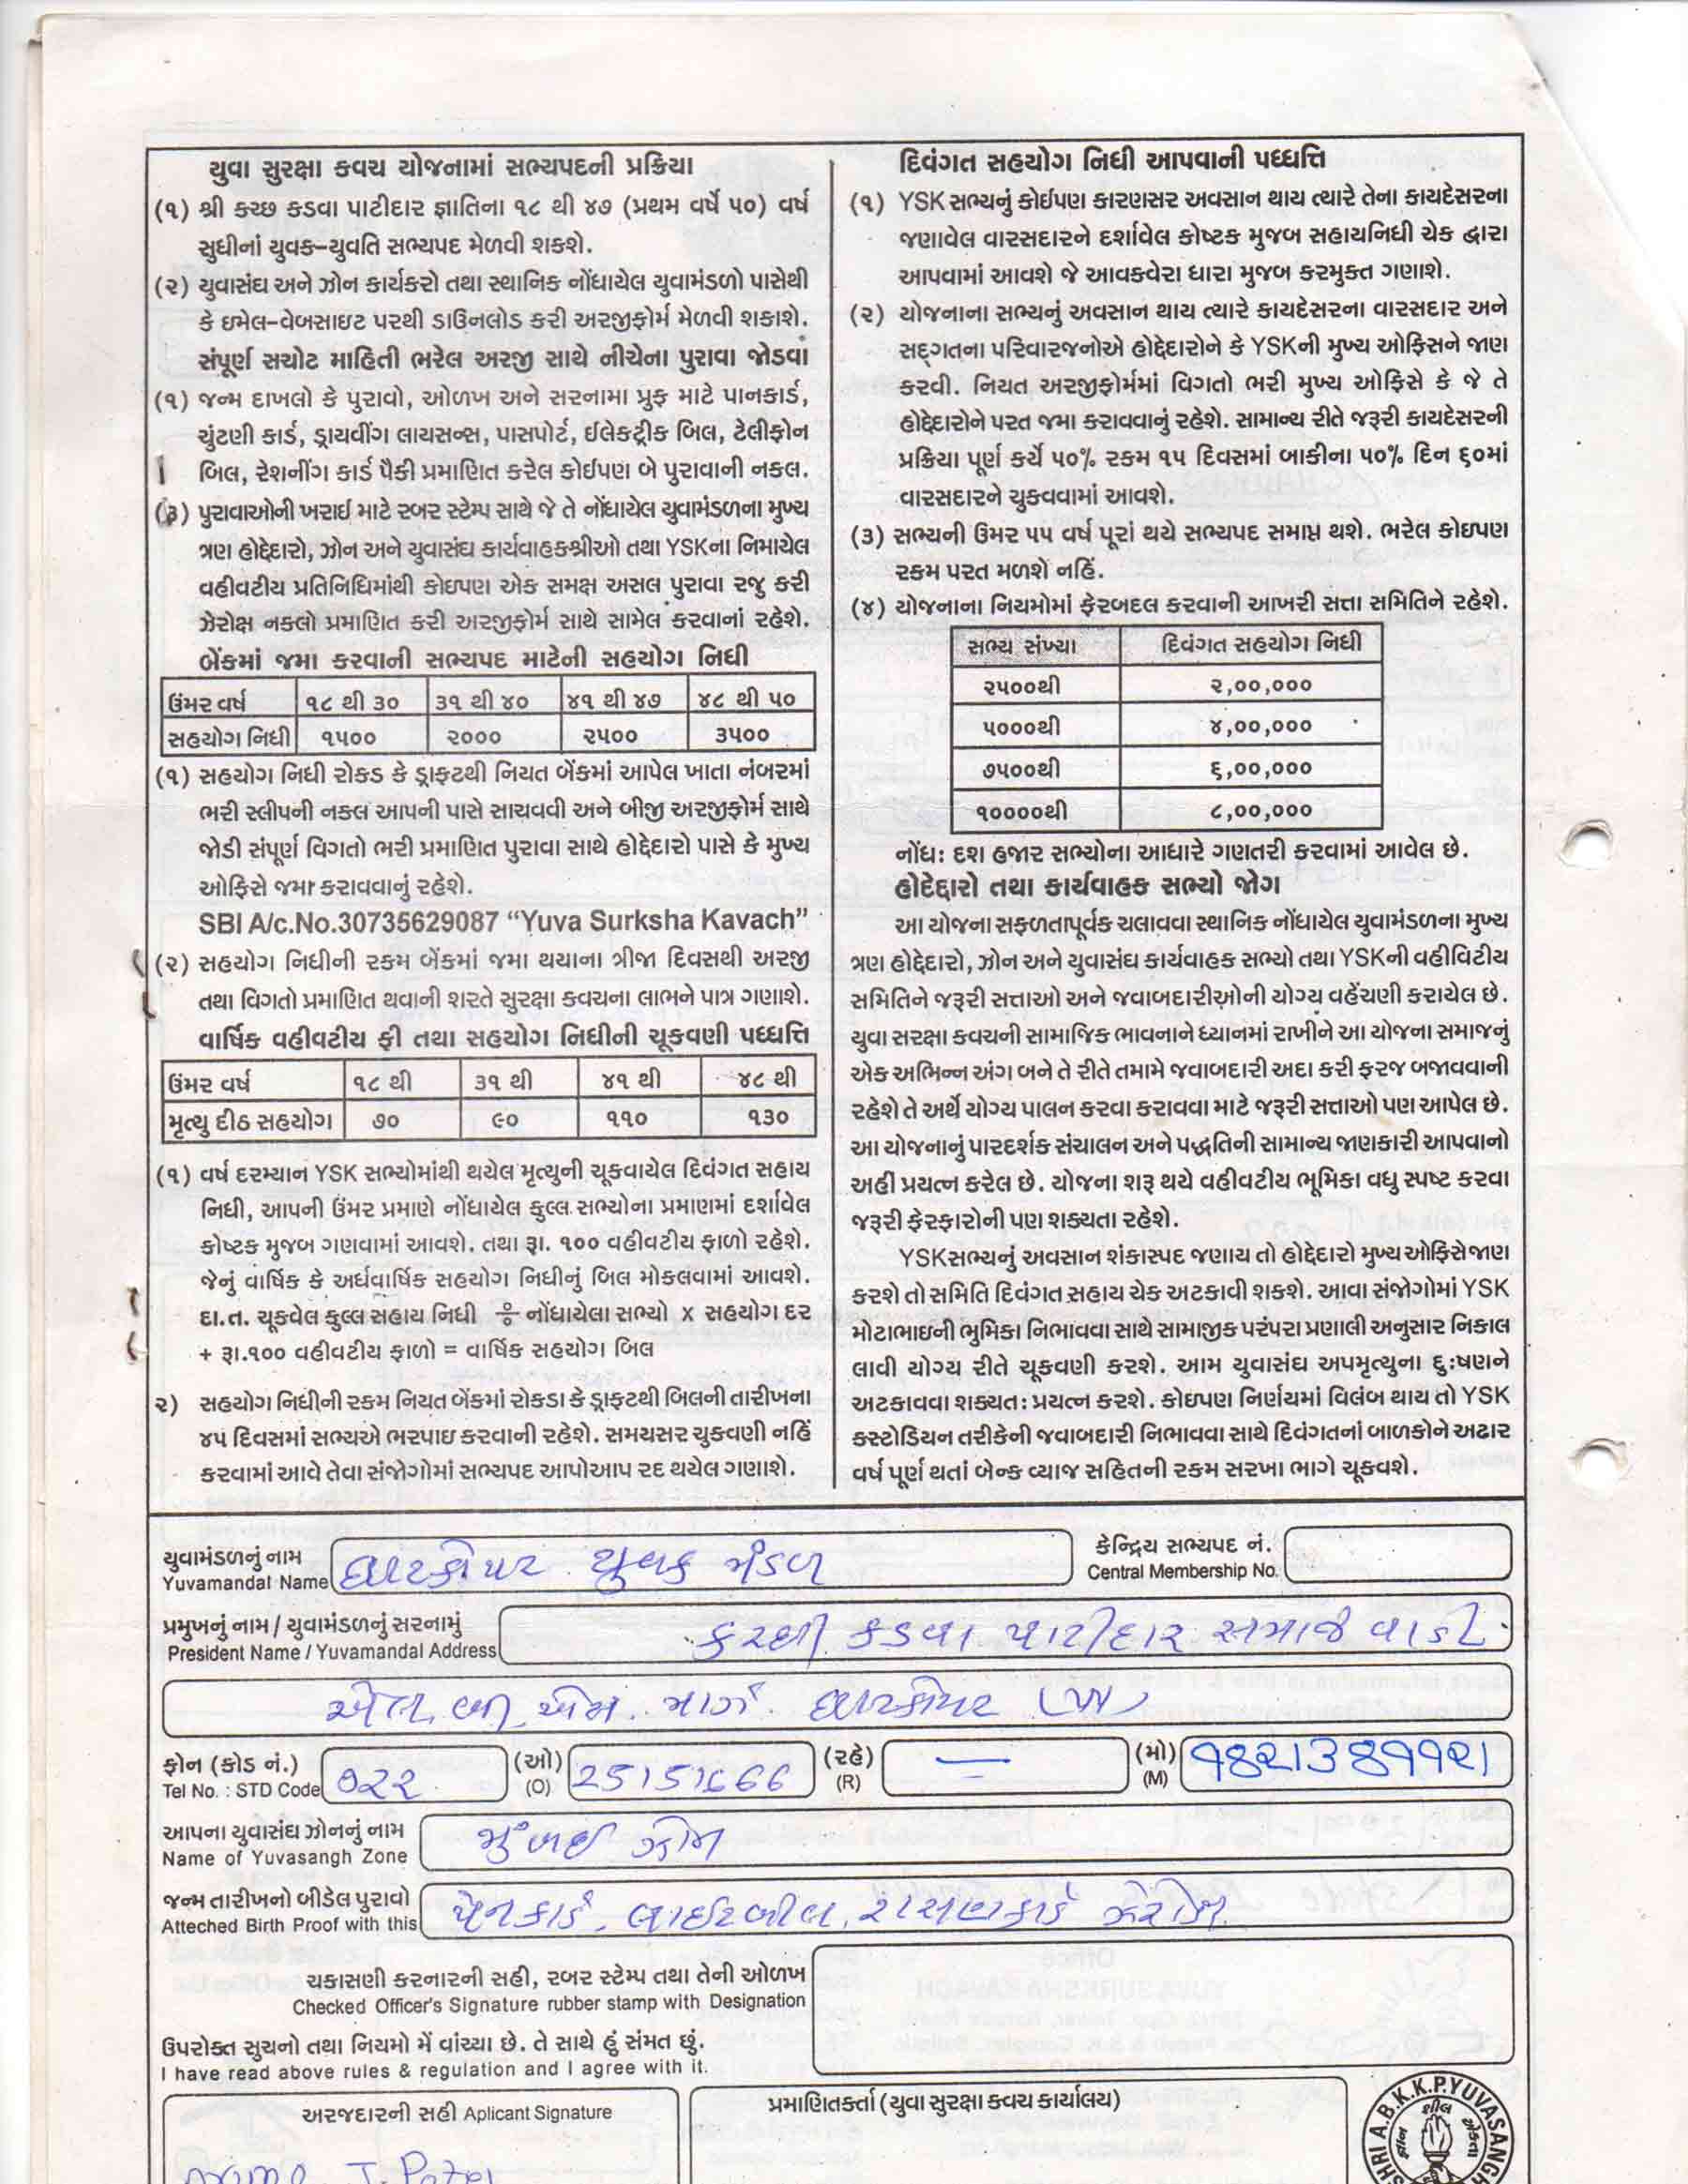 યુવા સુરક્ષા કવચ યોજનામાં સભ્યપદની પ્રક્રિયા
(૧) શ્રી કચ્છ કડવા પાટીદાર જ્ઞાતિના ૧૮ થી ૪૭ (પ્રથમ વર્ષે ૫૦) વર્ષ
સુધીનાં યુવક-યુવતિ સભ્યપદ મેળવી શકશે.
(૨) યુવાસંઘ અને ઝોન કાર્યકરો તથા સ્થાનિક નોંધાયેલ યુવામંડળો પાસેથી
કે ઇમેલ-વેબસાઇટ પરથી ડાઉનલોડ કરી અરજીફોર્મ મેળવી શકાશે.
સંપૂર્ણ સચોટ માહિતી ભરેલ અરજી સાથે નીચેના પુરાવા જોડવાં
(૧) જન્મ દાખલો કે પુરાવો, ઓળખ અને સરનામા પ્રુફ માટે પાનકાર્ડ,
ચુંટણી કાર્ડ, ડ્રાયવીંગ લાયસન્સ, પાસપોર્ટ, ઈલેક્ટ્રીક બિલ, ટેલીફોન
બિલ, રેશનીંગ કાર્ડ પૈકી પ્રમાણિત કરેલ કોઈપણ બે પુરાવાની નકલ.
(૩) પુરાવાઓની ખરાઈ માટે રબર સ્ટેમ્પ સાથે જે તે નોંધાયેલ યુવામંડળના મુખ્ય
ત્રણ હોદ્દેદારો, ઝોન અને યુવાસંઘ કાર્યવાહકશ્રીઓ તથા YSKના નિમાયેલ
વહીવટીય પ્રતિનિધિમાંથી કોઇપણ એક સમક્ષ અસલ પુરાવા રજુ કરી
ઝેરોક્ષ નકલો પ્રમાણિત કરી અરજીફોર્મ સાથે સામેલ કરવાનાં રહેશે.
બેંકમાં જમા કરવાની સભ્યપદ માટેની સહયોગ નિધી
ઉંમર વર્ષ ૧૮ થી ૩૦ ૩૧ થી ૪૦ ૪૧ થી ૪૭ ૪૮ થી ૫૦
સહયોગ નિધી ૧૫૦૦ ૨૦૦૦ ૨૫૦૦ ૩૫૦૦
(૧) સહયોગ નિધી રોકડ કે ડ્રાફ્ટથી નિયત બેંકમાં આપેલ ખાતા નંબરમાં
ભરી સ્લીપની નકલ આપની પાસે સાચવવી અને બીજી અરજીફોર્મ સાથે
જોડી સંપૂર્ણ વિગતો ભરી પ્રમાણિત પુરાવા સાથે હોદ્દેદારો પાસે કે મુખ્ય
ઓફિસે જમા કરાવવાનું રહેશે.
SBI A/c.No.30735629087 “Yuva Surksha Kavach”
(૨) સહયોગ નિધીની રકમ બેંકમાં જમા થયાના ત્રીજા દિવસથી અરજી
તથા વિગતો પ્રમાણિત થવાની શરતે સુરક્ષા કવચના લાભને પાત્ર ગણાશે.
વાર્ષિક વહીવટીય ફી તથા સહયોગ નિધીની ચૂકવણી પધ્ધતિ
ઉંમર વર્ષ ૧૮ થી ૩૧ થી ૪૧ થી ૪૮ થી
મૃત્યુ દીઠ સહયોગ ૭૦ ૯૦ ૧૧૦ ૧૩૦
(૧) વર્ષ દરમ્યાન YSK સભ્યોમાંથી થયેલ મૃત્યુની ચૂકવાયેલ દિવંગત સહાય
નિધી, આપની ઉંમર પ્રમાણે નોંધાયેલ કુલ્લ સભ્યોના પ્રમાણમાં દર્શાવેલ
કોષ્ટક મુજબ ગણવામાં આવશે. તથા રૂા. ૧૦૦ વહીવટીય ફાળો રહેશે.
જેનું વાર્ષિક કે અર્ધવાર્ષિક સહયોગ નિધીનું બિલ મોકલવામાં આવશે.
દા.ત. ચૂકવેલ કુલ્લ સહાય નિધી ÷ નોંધાયેલા સભ્યો x સહયોગ દર
+ રૂા.૧૦૦ વહીવટીય ફાળો = વાર્ષિક સહયોગ બિલ
૨) સહયોગ નિધીની રકમ નિયત બેંકમાં રોકડા કે ડ્રાફ્ટથી બિલની તારીખના
૪૫ દિવસમાં સભ્યએ ભરપાઇ કરવાની રહેશે. સમયસર ચુકવણી નહિં
કરવામાં આવે તેવા સંજોગોમાં સભ્યપદ આપોઆપ રદ થયેલ ગણાશે.
દિવંગત સહયોગ નિધી આપવાની પધ્ધતિ
(૧) YSK સભ્યનું કોઈપણ કારણસર અવસાન થાય ત્યારે તેના કાયદેસરના
જણાવેલ વારસદારને દર્શાવેલ કોષ્ટક મુજબ સહાયનિધી ચેક દ્વારા
આપવામાં આવશે જે આવકવેરા ધારા મુજબ કરમુક્ત ગણાશે.
(૨) યોજનાના સભ્યનું અવસાન થાય ત્યારે કાયદેસરના વારસદાર અને
સદ્‌ગતના પરિવારજનોએ હોદ્દેદારોને કે YSKની મુખ્ય ઓફિસને જાણ
કરવી. નિયત અરજીફોર્મમાં વિગતો ભરી મુખ્ય ઓફિસે કે જે તે
હોદ્દેદારોને પરત જમા કરાવવાનું રહેશે. સામાન્ય રીતે જરૂરી કાયદેસરની
પ્રક્રિયા પૂર્ણ કર્યે ૫૦% રકમ ૧૫ દિવસમાં બાકીના ૫૦% દિન ૬૦માં
વારસદારને ચુકવવામાં આવશે.
(૩) સભ્યની ઉમર ૫૫ વર્ષ પૂરાં થયે સભ્યપદ સમાપ્ત થશે. ભરેલ કોઇપણ
રકમ પરત મળશે નહિં.
(૪) યોજનાના નિયમોમાં ફેરબદલ કરવાની આખરી સત્તા સમિતિને રહેશે.
સભ્ય સંખ્યા દિવંગત સહયોગ નિધી
૨૫૦૦થી ૨,૦૦,૦૦૦
૫૦૦૦થી ૪,૦૦,૦૦૦
૭૫૦૦થી ૬,૦૦,૦૦૦
૧૦૦૦૦થી ૮,૦૦,૦૦૦
નોંધ: દશ હજાર સભ્યોના આધારે ગણતરી કરવામાં આવેલ છે.
હોદેદ્દારો તથા કાર્યવાહક સભ્યો જોગ
આ યોજના સફળતાપૂર્વક ચલાવવા સ્થાનિક નોંધાયેલ યુવામંડળના મુખ્ય
ત્રણ હોદ્દેદારો, ઝોન અને યુવાસંઘ કાર્યવાહક સભ્યો તથા YSKની વહીવિટીય
સમિતિને જરૂરી સત્તાઓ અને જવાબદારીઓની યોગ્ય વહેંચણી કરાયેલ છે.
યુવા સરક્ષા કવચની સામાજિક ભાવનાને ધ્યાનમાં રાખીને આ યોજના સમાજનું
એક અભિન્ન અંગ બને તે રીતે તમામે જવાબદારી અદા કરી ફરજ બજાવવાની
રહેશે તે અર્થે યોગ્ય પાલન કરવા કરાવવા માટે જરૂરી સત્તાઓ પણ આપેલ છે.
આ યોજનાનું પારદર્શક સંચાલન અને પદ્ધતિની સામાન્ય જાણકારી આપવાનો
અહીં પ્રયત્ન કરેલ છે. યોજના શરૂ થયે વહીવટીય ભૂમિકા વધુ સ્પષ્ટ કરવા
જરૂરી ફેરફારોની પણ શક્યતા રહેશે.
YSKસભ્યનું અવસાન શંકાસ્પદ જણાય તો હોદ્દેદારો મુખ્ય ઓફિસે જાણ
કરશે તો સમિતિ દિવંગત સહાય ચેક અટકાવી શકશે. આવા સંજોગોમાં YSK
મોટાભાઇની ભુમિકા નિભાવવા સાથે સામાજીક પરંપરા પ્રણાલી અનુસાર નિકાલ
લાવી યોગ્ય રીતે ચૂકવણી કરશે. આમ યુવાસંઘ અપમૃત્યુના દુ:ષણને
અટકાવવા શક્યત: પ્રયત્ન કરશે. કોઇપણ નિર્ણયમાં વિલંબ થાય તો YSK
કસ્ટોડિયન તરીકેની જવાબદારી નિભાવવા સાથે દિવંગતનાં બાળકોને અઢાર
વર્ષ પૂર્ણ થતાં બેન્ક વ્યાજ સહિતની રકમ સરખા ભાગે ચૂકવશે.
યુવામંડળનું નામ ઘાટકોપર યુવક મંડળ કેન્દ્રિય સભ્યપદ નં.
Yuvamandal Name Central Membership No.
પ્રમુખનું નામ / યુવામંડળનું સરનામું કચ્છી કડવા પાટીદાર સમાજ વાડી
President Name / Yuvamandal Address
એલ. બી. એસ. માર્ગ ઘાટકોપર
ફોન (કોડ નં.) ૦૨૨ (ઓ) 25151666 (રહે) — (મો) ૧૮૨૧૩૪૧૧૨૧
Tel No. : STD Code (O) (R) (M)
આપના યુવાસંઘ ઝોનનું નામ મુંબઈ ઝોન
Name of Yuvasangh Zone
જન્મ તારીખનો બીડેલ પુરાવો પેનકાર્ડ, લાઈટબીલ, રાસણકાર્ડ ઝેરોક્ષ
Atteched Birth Proof with this
ચકાસણી કરનારની સહી, રબર સ્ટેમ્પ તથા તેની ઓળખ
Checked Officer's Signature rubber stamp with Designation
ઉપરોક્ત સુચનો તથા નિયમો મેં વાંચ્યા છે. તે સાથે હું સંમત છું.
I have read above rules & regulation and I agree with it.
અરજદારની સહી Aplicant Signature
પ્રમાણિતકર્તા (યુવા સુરક્ષા કવચ કાર્યાલય)
J. Patel
SHRI A.B.K.K.P.YUVASANGH